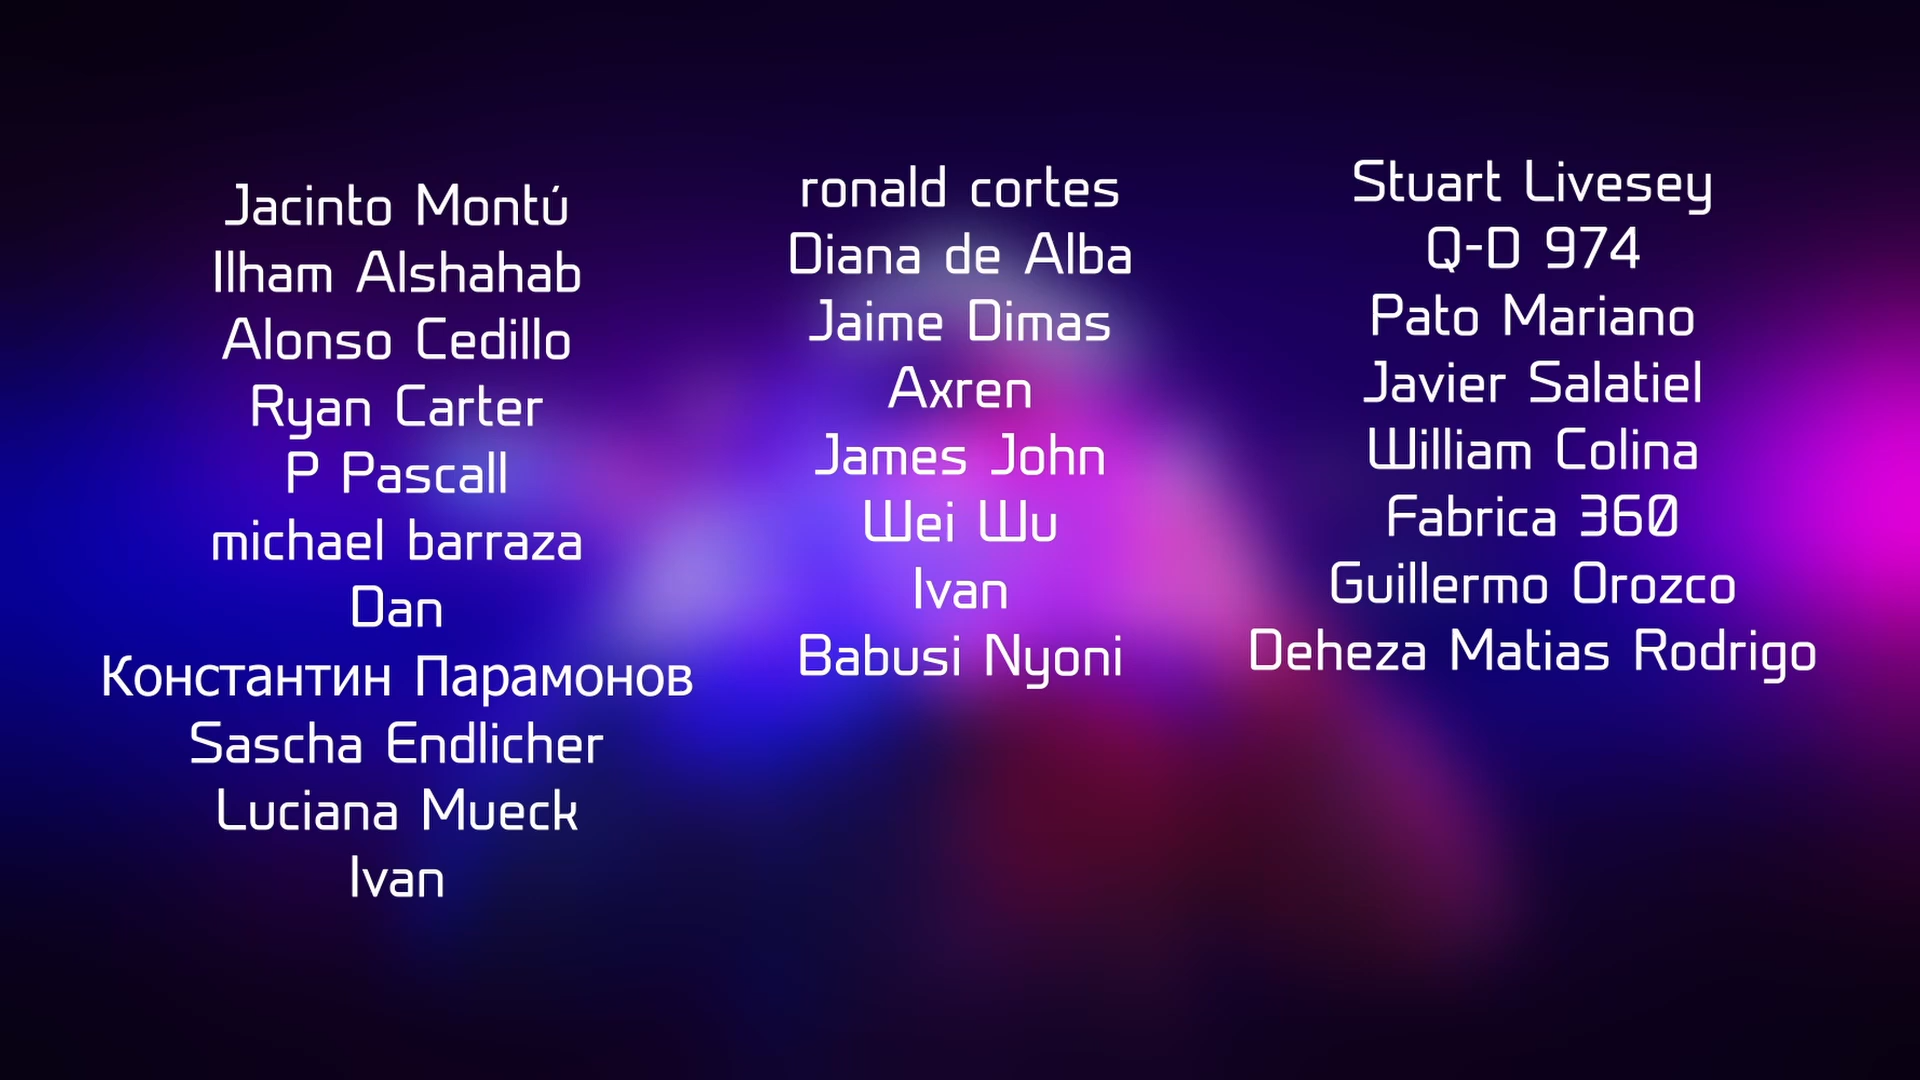 Jacinto Montú
Ilham Alshahab
Alonso Cedillo
Ryan Carter
P Pascall
michael barraza
Dan
Константин Парамонов
Sascha Endlicher
Luciana Mueck
Ivan
ronald cortes
Diana de Alba
Jaime Dimas
Axren
James John
Wei Wu
Ivan
Babusi Nyoni
Stuart Livesey
Q-D 974
Pato Mariano
Javier Salatiel
William Colina
Fabrica 360
Guillermo Orozco
Deheza Matias Rodrigo